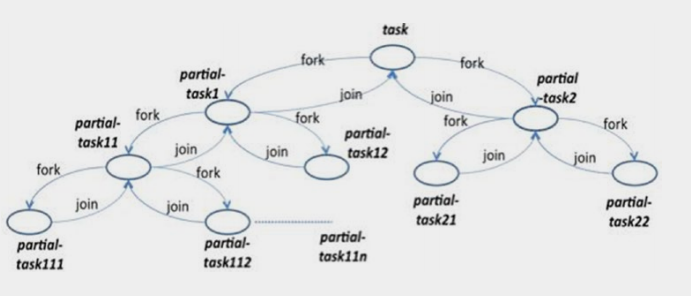 task
fork
fork
partial-
task1
partial
-task2
join
join
fork
fork
fork
fork
partial-
task11
partial-
task12
join
join
join
join
fork
fork
partial-
task21
partial-
task22
join
join
partial-
task111
partial-
task112
partial-
task11n